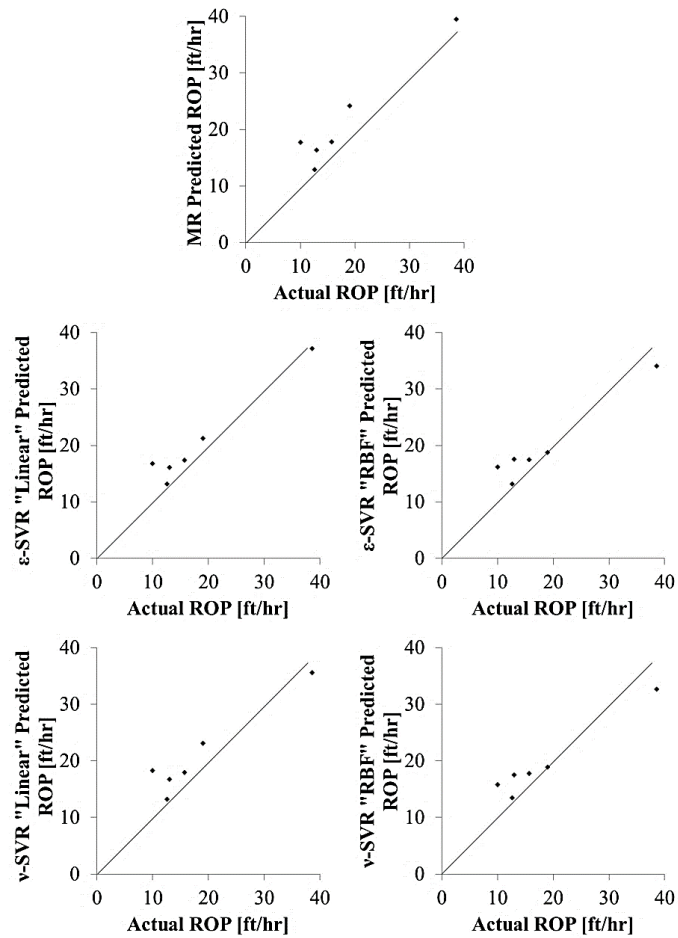 MR Predicted ROP [ft/hr]
40
30
20
10
0
0 10 20 30 40
Actual ROP [ft/hr]
ε-SVR "Linear" Predicted
ROP [ft/hr]
40
30
20
10
0
0 10 20 30 40
Actual ROP [ft/hr]
ε-SVR "RBF" Predicted
ROP [ft/hr]
40
30
20
10
0
0 10 20 30 40
Actual ROP [ft/hr]
ν-SVR "Linear" Predicted
ROP [ft/hr]
40
30
20
10
0
0 10 20 30 40
Actual ROP [ft/hr]
ν-SVR "RBF" Predicted
ROP [ft/hr]
40
30
20
10
0
0 10 20 30 40
Actual ROP [ft/hr]